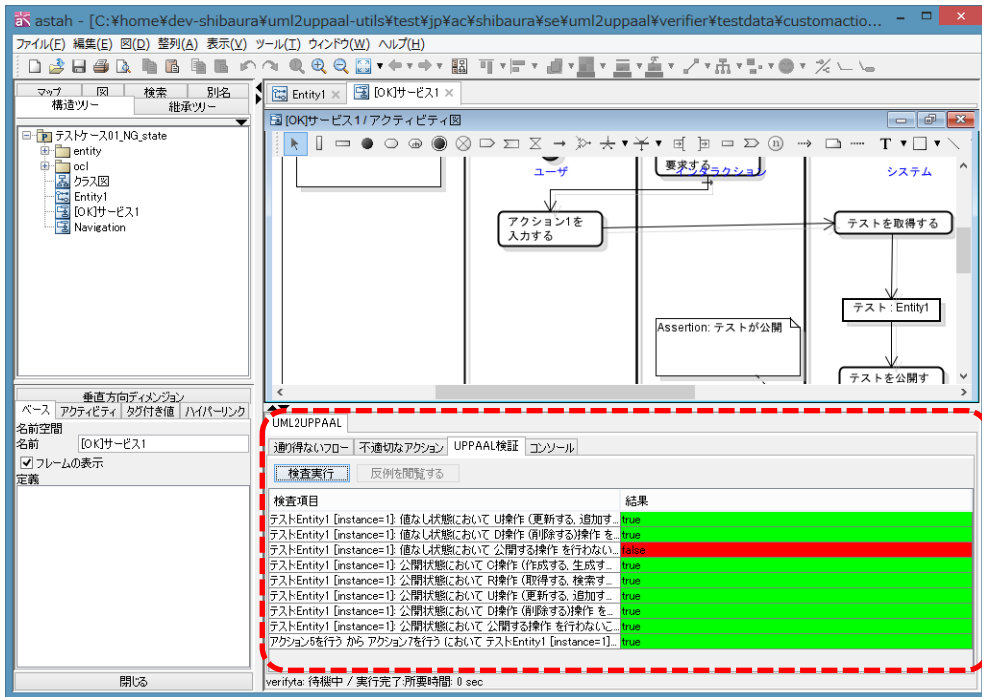 astah - [C:¥home¥dev-shibaura¥uml2uppaal-utils¥test¥jp¥ac¥shibaura¥se¥uml2uppaal¥verifier¥testdata¥customactio...
ファイル(F) 編集(E) 図(D) 整列(A) 表示(V) ツール(T) ウィンドウ(W) ヘルプ(H)
マップ 図 検索 別名
構造ツリー 継承ツリー
テストケース01_NG_state
entity
ocl
クラス図
Entity1
[OK]サービス1
Navigation
垂直方向ディメンジョン
ベース アクティビティ タグ付き値 ハイパーリンク
名前空間
名前 [OK]サービス1
フレームの表示
定義
閉じる
Entity1 [OK]サービス1
[OK]サービス1 / アクティビティ図
T
ユーザ
要求する
インタラクション
システム
アクション1を
入力する
テストを取得する
テスト : Entity1
Assertion: テストが公開
テストを公開す
UML2UPPAAL
通り得ないフロー 不適切なアクション UPPAAL検証 コンソール
検査実行 反例を閲覧する
検査項目 結果
テストEntity1 [instance=1]: 値なし状態において U操作 (更新する, 追加す... true
テストEntity1 [instance=1]: 値なし状態において D操作 (削除する)操作 を... true
テストEntity1 [instance=1]: 値なし状態において 公開する操作 を行わない... false
テストEntity1 [instance=1]: 公開状態において C操作 (作成する, 生成す... true
テストEntity1 [instance=1]: 公開状態において R操作 (取得する, 検索す... true
テストEntity1 [instance=1]: 公開状態において U操作 (更新する, 追加す... true
テストEntity1 [instance=1]: 公開状態において D操作 (削除する)操作 を... true
テストEntity1 [instance=1]: 公開状態において 公開する操作 を行わないこ... true
アクション5を行う から アクション7を行う において テストEntity1 [instance=1]... true
verifyta: 待機中 / 実行完了:所要時間: 0 sec